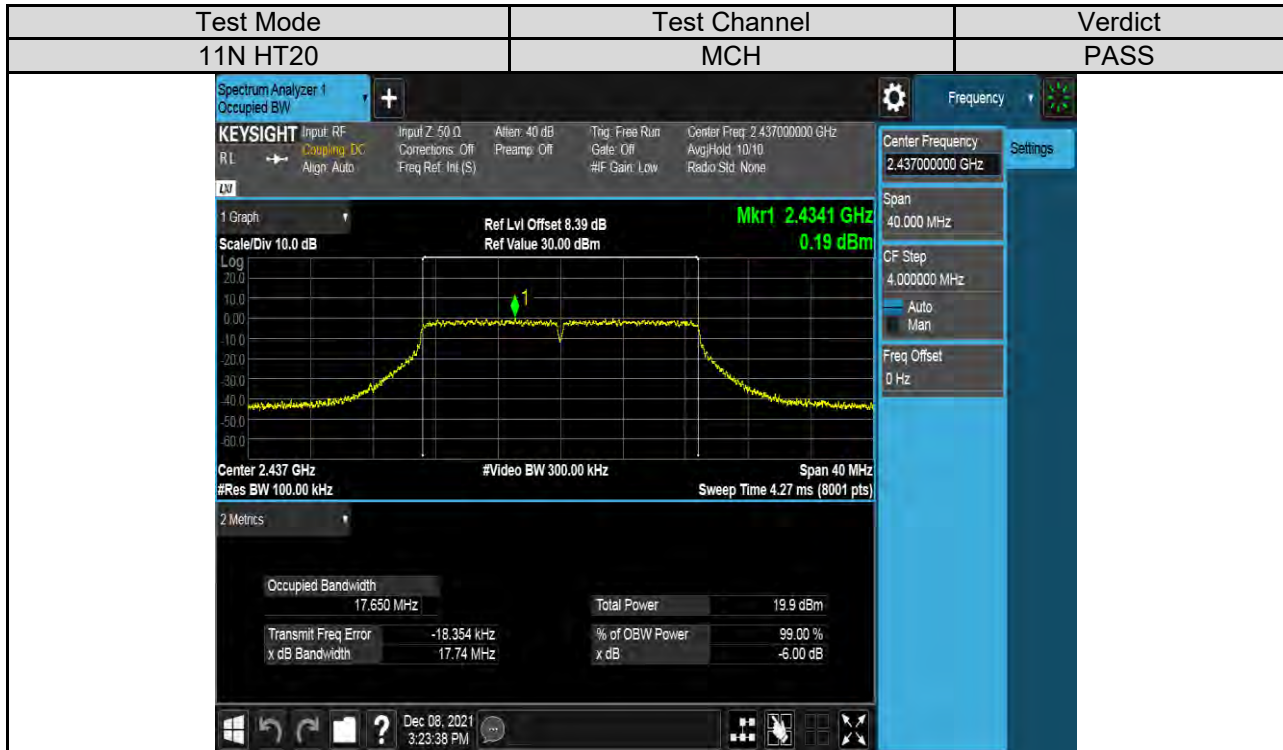 Test Mode Test Channel Verdict
11N HT20 MCH PASS
Spectrum Analyzer 1
Occupied BW
+
Frequency
KEYSIGHT Input: RF Input Z: 50 Ω Atten: 40 dB Trig: Free Run Center Freq: 2.437000000 GHz
RL Coupling: DC Corrections: Off Preamp: Off Gate: Off Avg|Hold: 10/10
Align: Auto Freq Ref: Int (S) #IF Gain: Low Radio Std: None
LXI
Center Frequency
2.437000000 GHz
Settings
Span
40.000 MHz
CF Step
4.000000 MHz
Auto
Man
Freq Offset
0 Hz
1 Graph Ref Lvl Offset 8.39 dB Mkr1 2.4341 GHz
Scale/Div 10.0 dB Ref Value 30.00 dBm 0.19 dBm
Log
20.0
10.0
1
0.00
-10.0
-20.0
-30.0
-40.0
-50.0
-60.0
Center 2.437 GHz #Video BW 300.00 kHz Span 40 MHz
#Res BW 100.00 kHz Sweep Time 4.27 ms (8001 pts)
2 Metrics
Occupied Bandwidth
17.650 MHz Total Power 19.9 dBm
Transmit Freq Error -18.354 kHz % of OBW Power 99.00 %
x dB Bandwidth 17.74 MHz x dB -6.00 dB
? Dec 08, 2021
3:23:38 PM